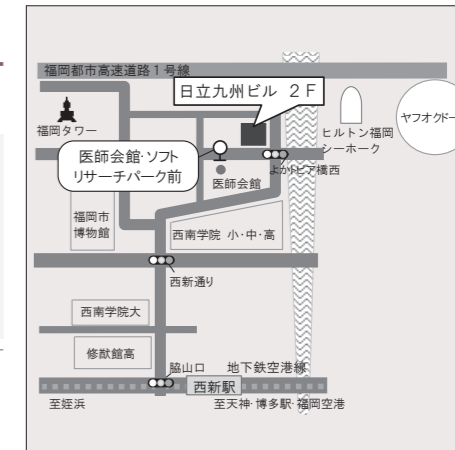 福岡都市高速道路1号線
日立九州ビル 2F
福岡タワー
ヒルトン福岡
シーホーク
ヤフオクドー
医師会館・ソフト
リサーチパーク前
よかトピア橋西
医師会館
福岡市
博物館
西南学院 小・中・高
西新通り
西南学院大
修猷館高
脇山口
地下鉄空港線
西新駅
至姪浜
至天神・博多駅・福岡空港